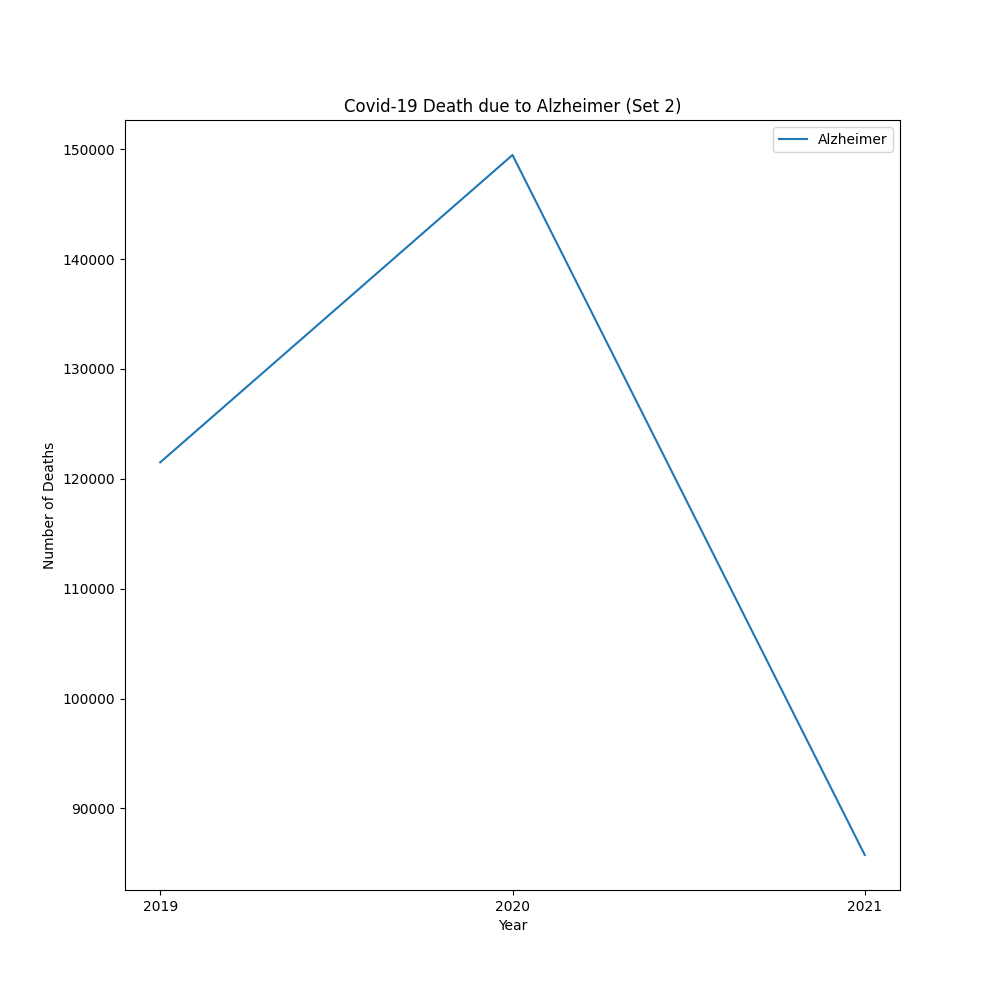 Covid-19 Death due to Alzheimer (Set 2)
Alzheimer
150000
140000
130000
120000
110000
100000
90000
Number of Deaths
2019 2020 2021
Year